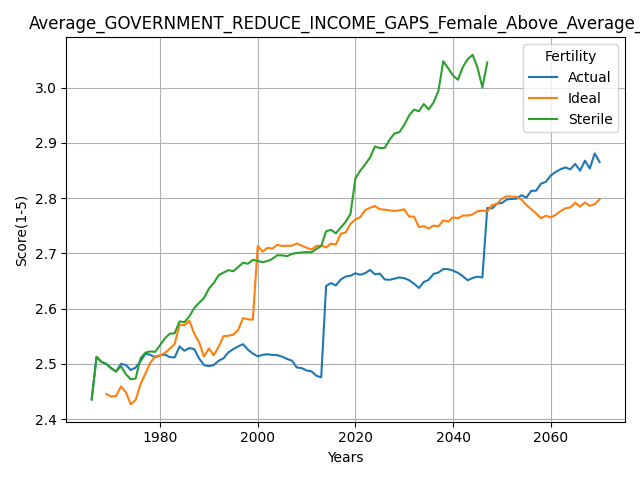 Average_GOVERNMENT_REDUCE_INCOME_GAPS_Female_Above_Average_
Fertility
Actual
Ideal
Sterile
Score(1-5)
3.0
2.9
2.8
2.7
2.6
2.5
2.4
1980 2000 2020 2040 2060
Years